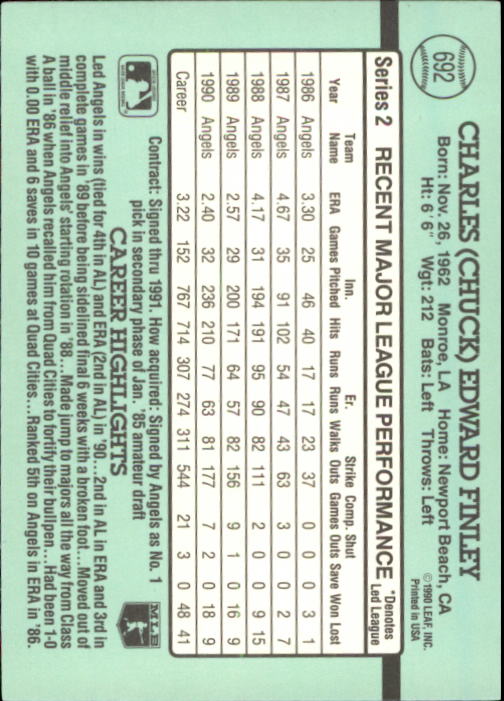 692
CHARLES (CHUCK) EDWARD FINLEY
Born: Nov. 26, 1962 Monroe, LA Home: Newport Beach, CA
Ht: 6' 6" Wgt: 212 Bats: Left Throws: Left
©1990 LEAF, INC.
Printed in USA
Series 2 RECENT MAJOR LEAGUE PERFORMANCE *Denotes Led League
Year Team Name ERA Games Inn. Pitched Hits Runs Er. Runs Walks Strike Outs Comp. Games Shut Outs Save Won Lost
1986 Angels 3.30 25 46 40 17 17 23 37 0 0 0 3 1
1987 Angels 4.67 35 91 102 54 47 43 63 3 0 0 2 7
1988 Angels 4.17 31 194 191 95 90 82 111 2 0 0 9 15
1989 Angels 2.57 29 200 171 64 57 82 156 9 1 0 16 9
1990 Angels 2.40 32 236 210 77 63 81 177 7 2 0 18 9
Career 3.22 152 767 714 307 274 311 544 21 3 0 48 41
Contract: Signed thru 1991. How acquired: Signed by Angels as No. 1
pick in secondary phase of Jan. '85 amateur draft
MLB
CAREER HIGHLIGHTS
Led Angels in wins (tied for 4th in AL) and ERA (2nd in AL) in '90...2nd in AL in ERA and 3rd in
complete games in '89 before being sidelined final 6 weeks with a broken foot...Moved out of
middle relief into Angels' starting rotation in '88...Made jump to majors all the way from Class
A ball in '86 when Angels recalled him from Quad Cities to fortify their bullpen...Had been 1-0
with 0.00 ERA and 6 saves in 10 games at Quad Cities...Ranked 5th on Angels in ERA in '86.